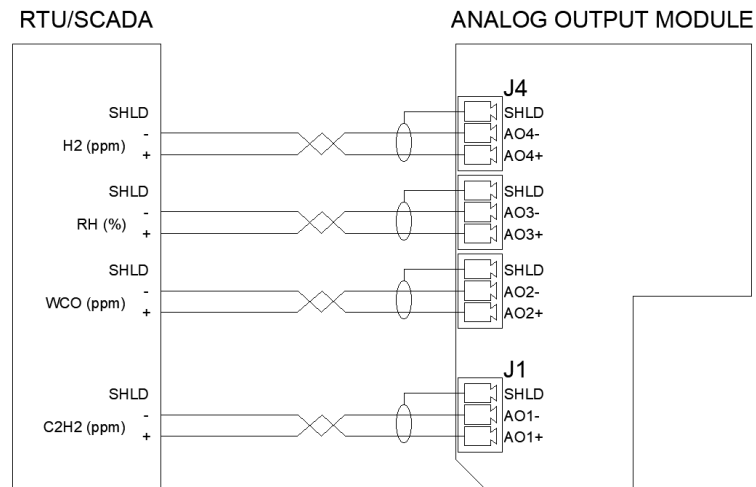 RTU/SCADA
ANALOG OUTPUT MODULE
J4
SHLD
SHLD
H2 (ppm)
-
+
AO4-
AO4+
SHLD
SHLD
RH (%)
-
+
AO3-
AO3+
SHLD
SHLD
WCO (ppm)
-
+
AO2-
AO2+
J1
SHLD
SHLD
C2H2 (ppm)
-
+
AO1-
AO1+